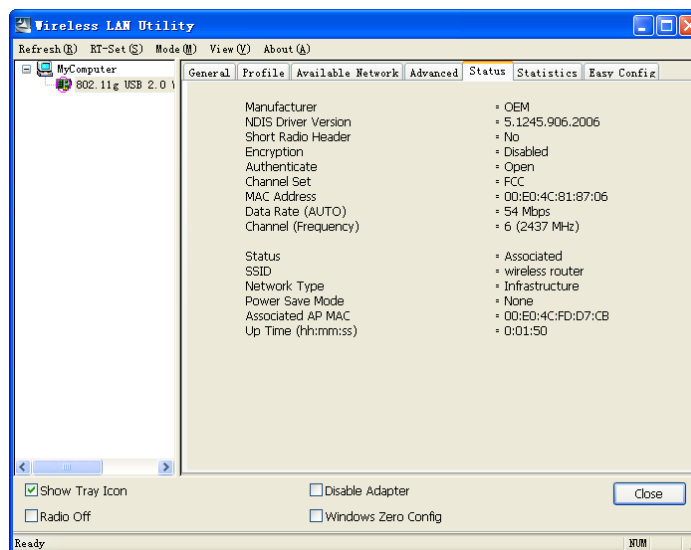 Wireless LAN Utility
Refresh(R) RT-Set(S) Mode(M) View(V) About(A)
MyComputer
802.11g USB 2.0
General Profile Available Network Advanced Status Statistics Easy Config
Manufacturer = OEM
NDIS Driver Version = 5.1245.906.2006
Short Radio Header = No
Encryption = Disabled
Authenticate = Open
Channel Set = FCC
MAC Address = 00:E0:4C:81:87:06
Data Rate (AUTO) = 54 Mbps
Channel (Frequency) = 6 (2437 MHz)
Status = Associated
SSID = wireless router
Network Type = Infrastructure
Power Save Mode = None
Associated AP MAC = 00:E0:4C:FD:D7:CB
Up Time (hh:mm:ss) = 0:01:50
Show Tray Icon Disable Adapter Close
Radio Off Windows Zero Config
Ready NUM